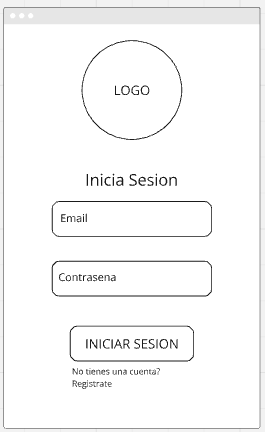 LOGO
Inicia Sesion
Email
Contrasena
INICIAR SESION
No tienes una cuenta?
Registrate